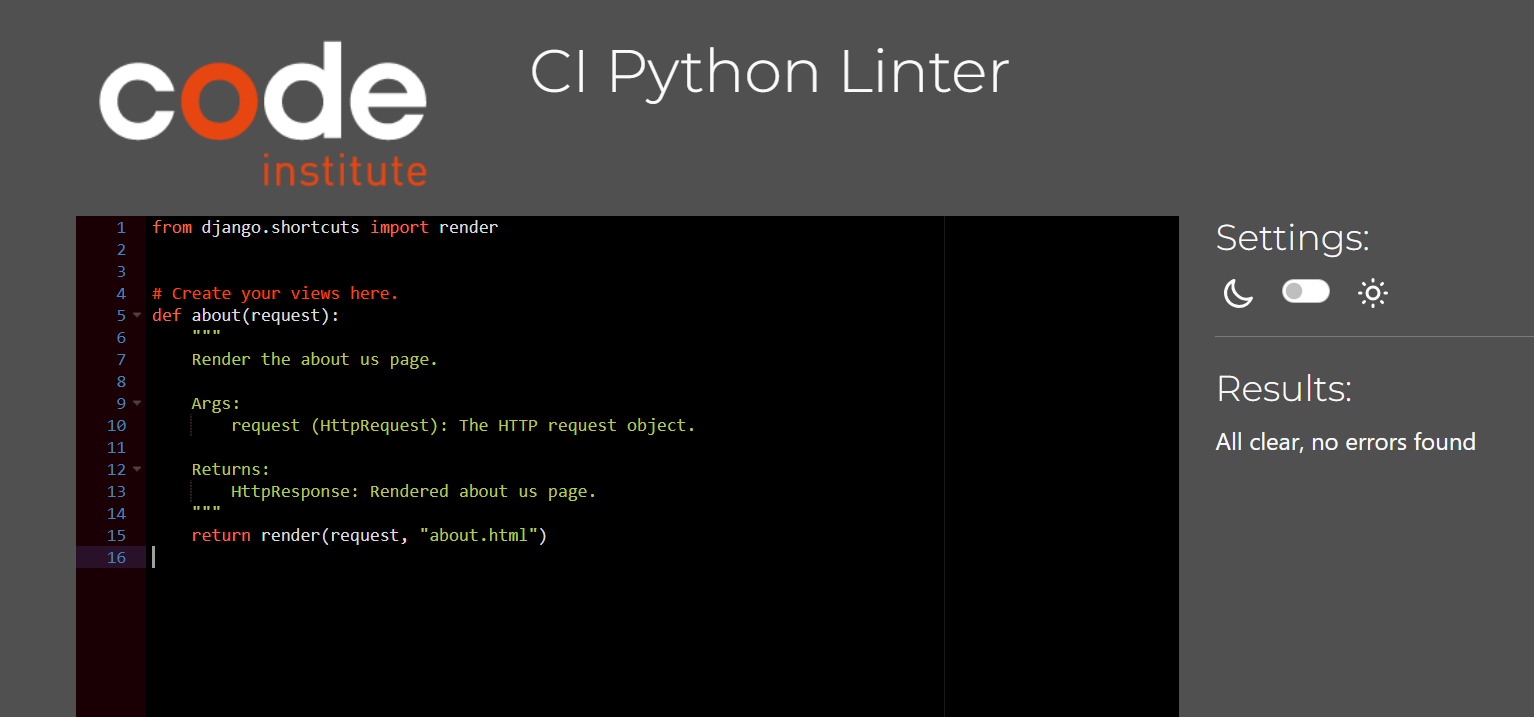 code
institute
CI Python Linter
1 from django.shortcuts import render
2
3
4 # Create your views here.
5 def about(request):
6     """
7     Render the about us page.
8
9     Args:
10         request (HttpRequest): The HTTP request object.
11
12     Returns:
13         HttpResponse: Rendered about us page.
14     """
15     return render(request, "about.html")
16
Settings:
Results:
All clear, no errors found